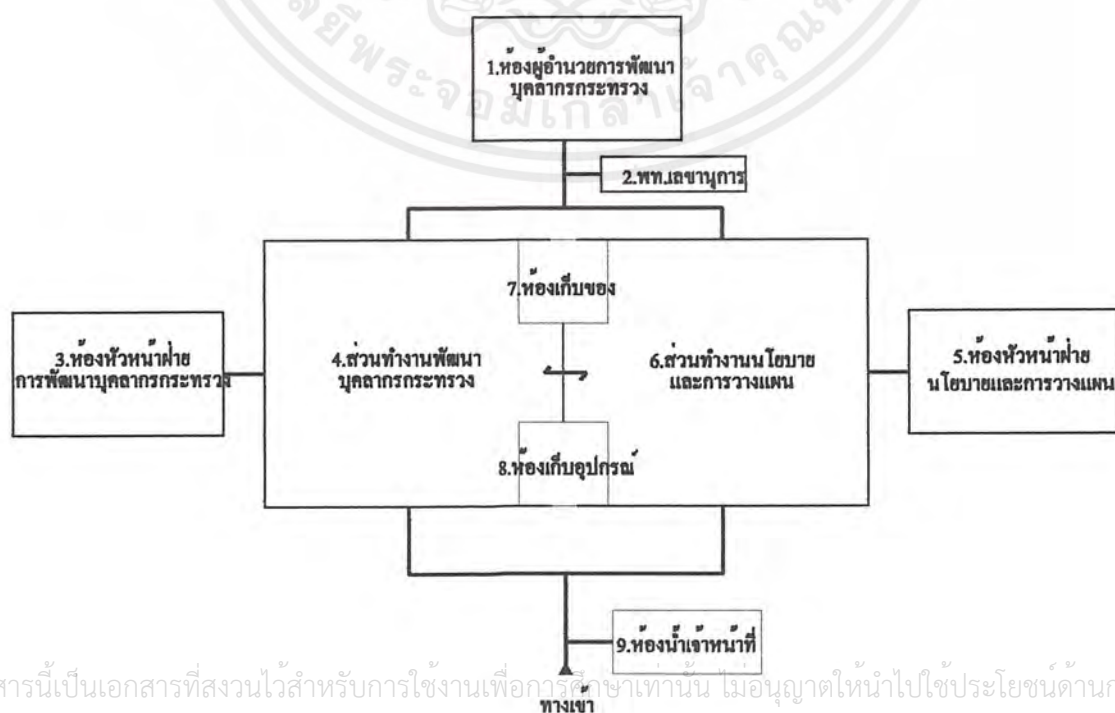 1.ห้องผู้อำนวยการพัฒนา
บุคลากรกระทรวง
2.พท.เลขานุการ
7.ห้องเก็บของ
3.ห้องหัวหน้าฝ่าย
การพัฒนาบุคลากรกระทรวง
4.ส่วนทำงานพัฒนา
บุคลากรกระทรวง
6.ส่วนทำงานนโยบาย
และการวางแผน
5.ห้องหัวหน้าฝ่าย
นโยบายและการวางแผน
8.ห้องเก็บอุปกรณ์
9.ห้องน้ำเจ้าหน้าที่
สารนี้เป็นเอกสารที่สงวนไว้สำหรับการใช้งานเพื่อการศึกษาเท่านั้น ไม่อนุญาตให้นำไปใช้ประโยชน์ด้าน
ทางเข้า